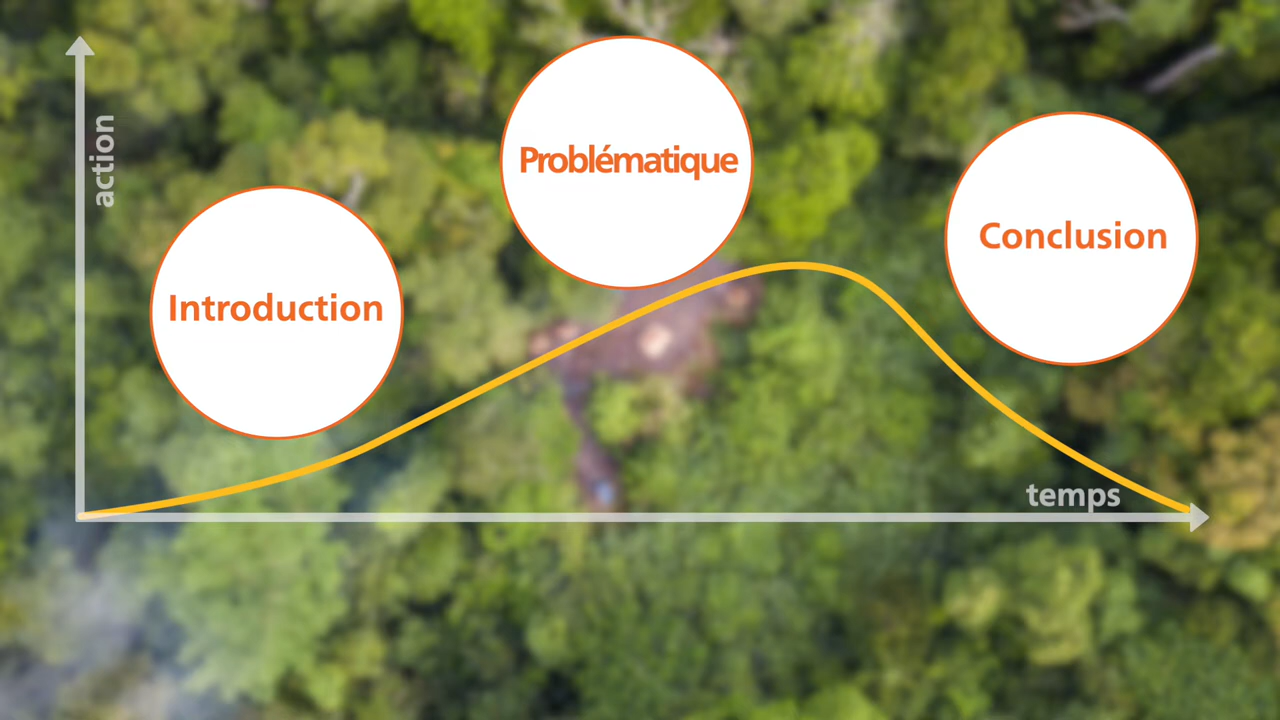 action
Introduction
Problématique
Conclusion
temps